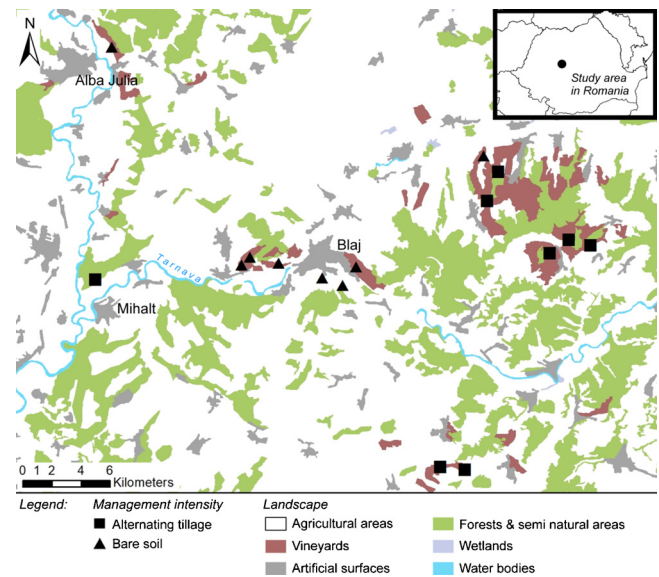 N
Alba Julia
Study area
in Romania
Blaj
Tarnava
Mihalt
0 1 2 4 6
Kilometers
Legend: Management intensity Landscape
Alternating tillage Agricultural areas Forests & semi natural areas
Bare soil Vineyards Wetlands
Artificial surfaces Water bodies